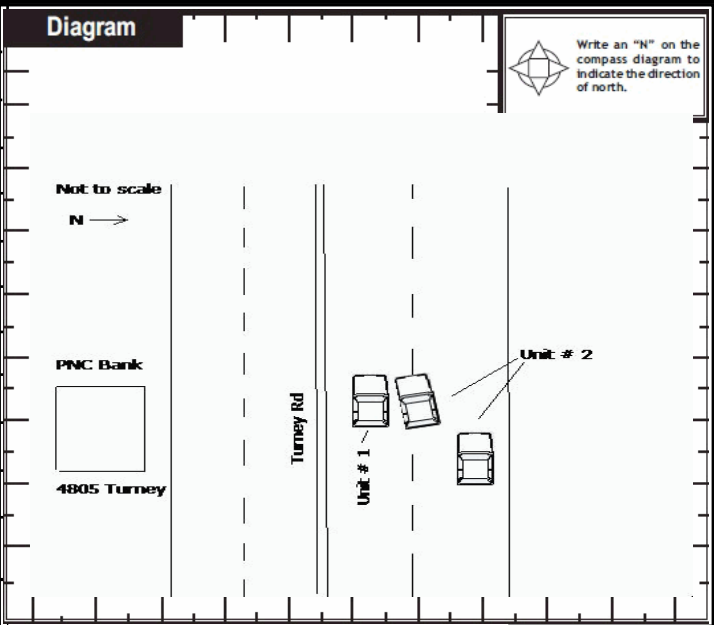 Diagram
Write an “N” on the
compass diagram to
indicate the direction
of north.
Not to scale
N
PNC Bank
Unit # 2
Turney Rd
Unit # 1
4805 Turney